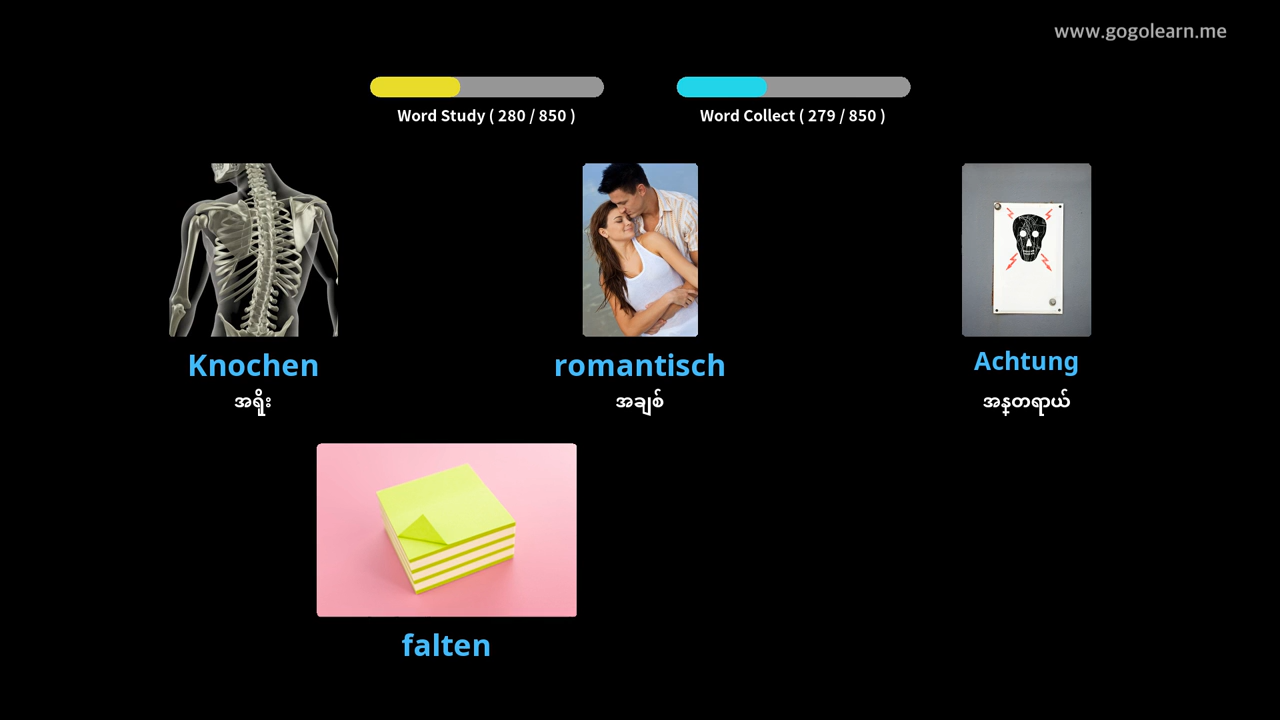 www.gogolearn.me
Word Study ( 280 / 850 )
Word Collect ( 279 / 850 )
Knochen
romantisch
Achtung
အရိုး
အချစ်
အန္တရာယ်
falten